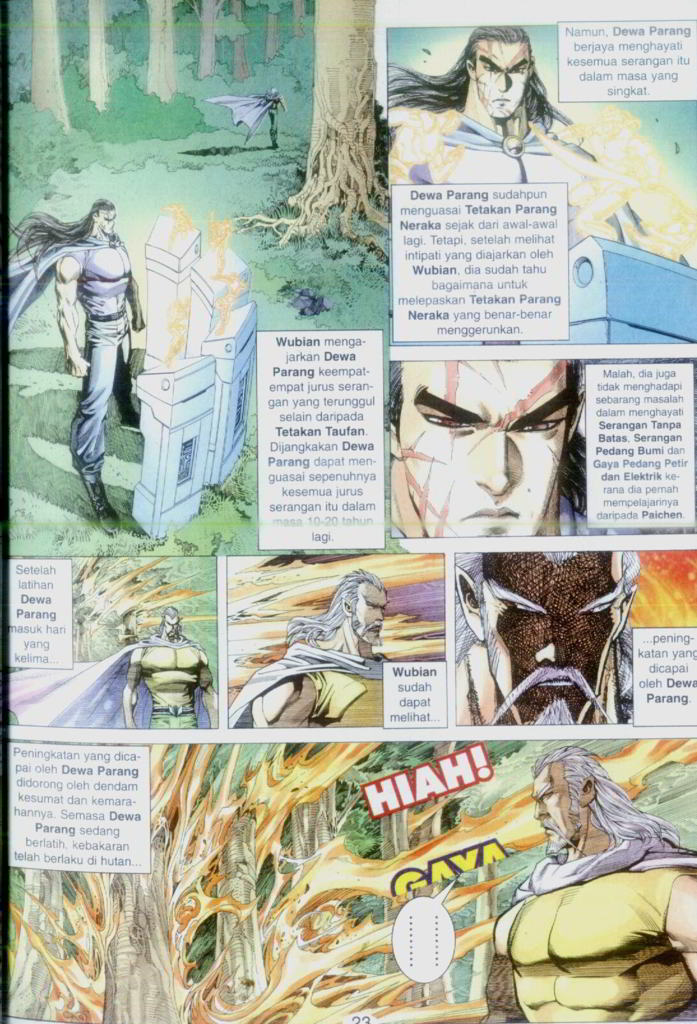 Namun, Dewa Parang
berjaya menghayati
kesemua serangan itu
dalam masa yang
singkat.
Dewa Parang sudahpun
menguasai Tetakan Parang
Neraka sejak dari awal-awal
lagi. Tetapi, setelah melihat
intipati yang diajarkan oleh
Wubian, dia sudah tahu
bagaimana untuk
melepaskan Tetakan Parang
Neraka yang benar-benar
menggerunkan.
Wubian menga-
jarkan Dewa
Parang keempat-
empat jurus seran-
gan yang terunggul
selain daripada
Tetakan Taufan.
Dijangkakan Dewa
Parang dapat men-
guasai sepenuhnya
kesemua jurus
serangan itu dalam
masa 10-20 tahun
lagi.
Malah, dia juga
tidak menghadapi
sebarang masalah
dalam menghayati
Serangan Tanpa
Batas, Serangan
Pedang Bumi dan
Gaya Pedang Petir
dan Elektrik ke-
rana dia pernah
mempelajarinya
daripada Paichen.
Setelah
latihan
Dewa
Parang
masuk hari
yang
kelima...
Wubian
sudah
dapat
melihat...
...pening-
katan yang
dicapai
oleh Dewa
Parang.
Peningkatan yang dica-
pai oleh Dewa Parang
didorong oleh dendam
kesumat dan kemara-
hannya. Semasa Dewa
Parang sedang
berlatih, kebakaran
telah berlaku di hutan...
HIAH!
GAYA
23